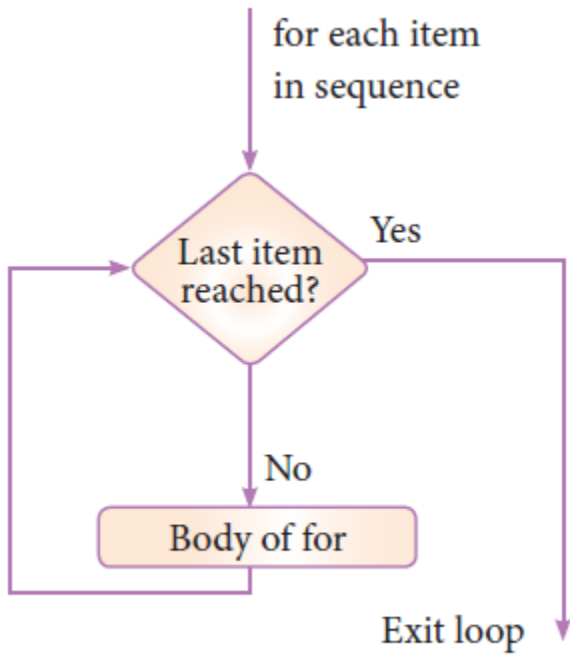 for each item
in sequence
Last item
reached?
Yes
No
Body of for
Exit loop